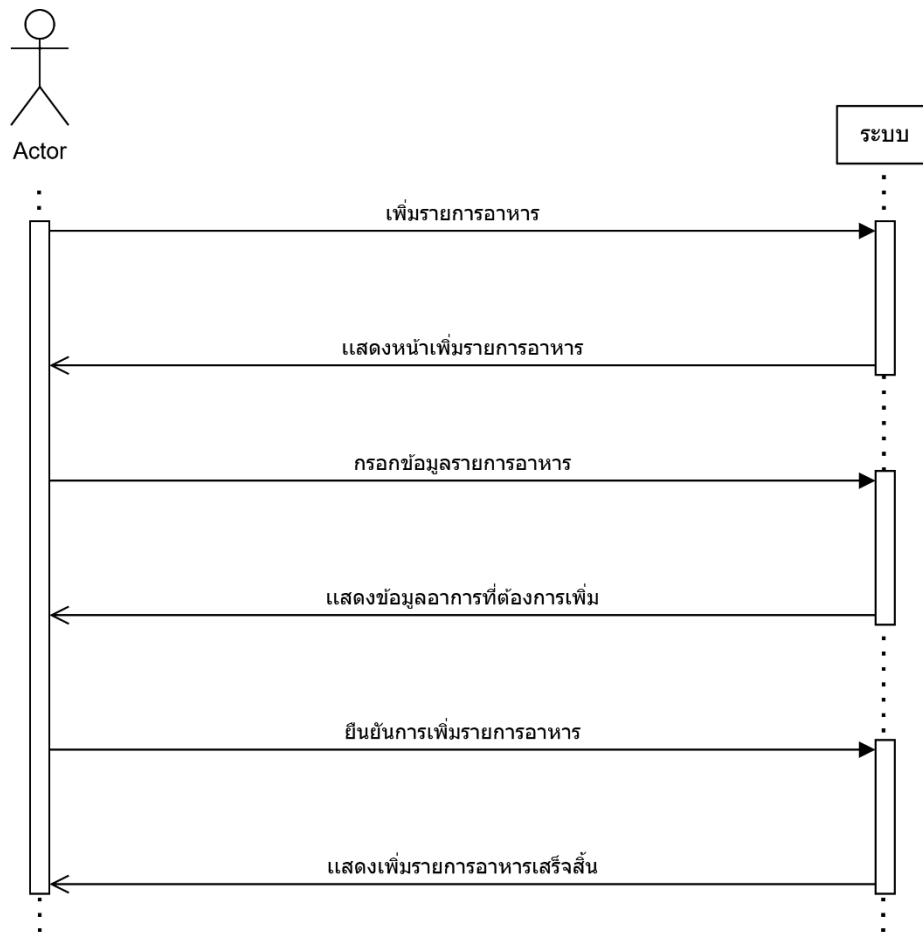 Actor
ระบบ
เพิ่มรายการอาหาร
แสดงหน้าเพิ่มรายการอาหาร
กรอกข้อมูลรายการอาหาร
แสดงข้อมูลอาการที่ต้องการเพิ่ม
ยืนยันการเพิ่มรายการอาหาร
แสดงเพิ่มรายการอาหารเสร็จสิ้น